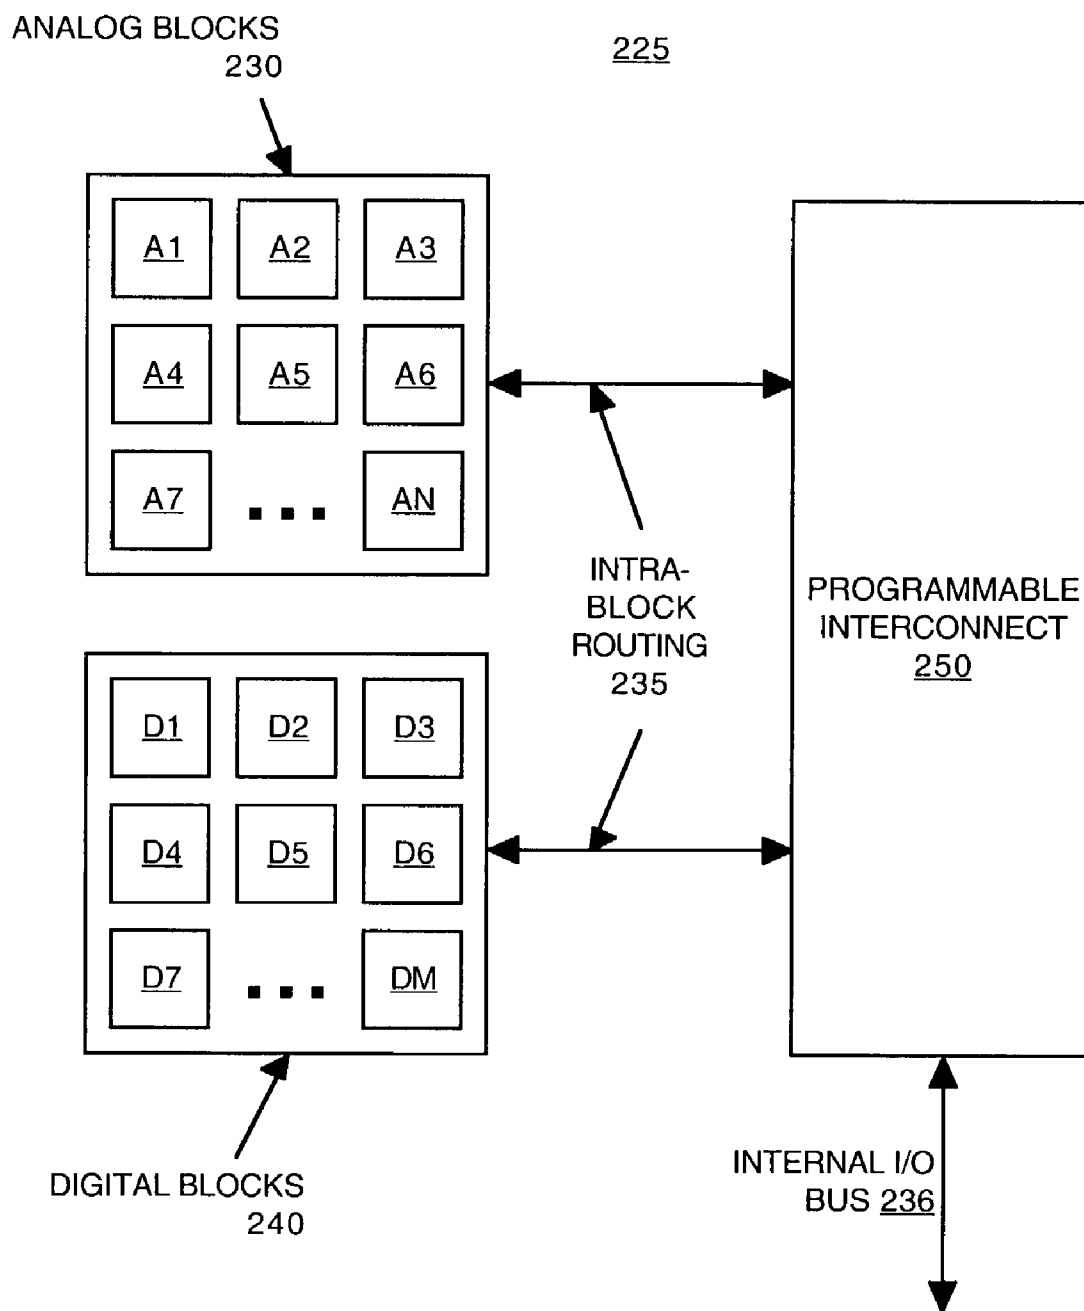 ANALOG BLOCKS
230
225
A1 A2 A3
A4 A5 A6
A7 ... AN
INTRA-
BLOCK
ROUTING
235
PROGRAMMABLE
INTERCONNECT
250
D1 D2 D3
D4 D5 D6
D7 ... DM
DIGITAL BLOCKS
240
INTERNAL I/O
BUS 236